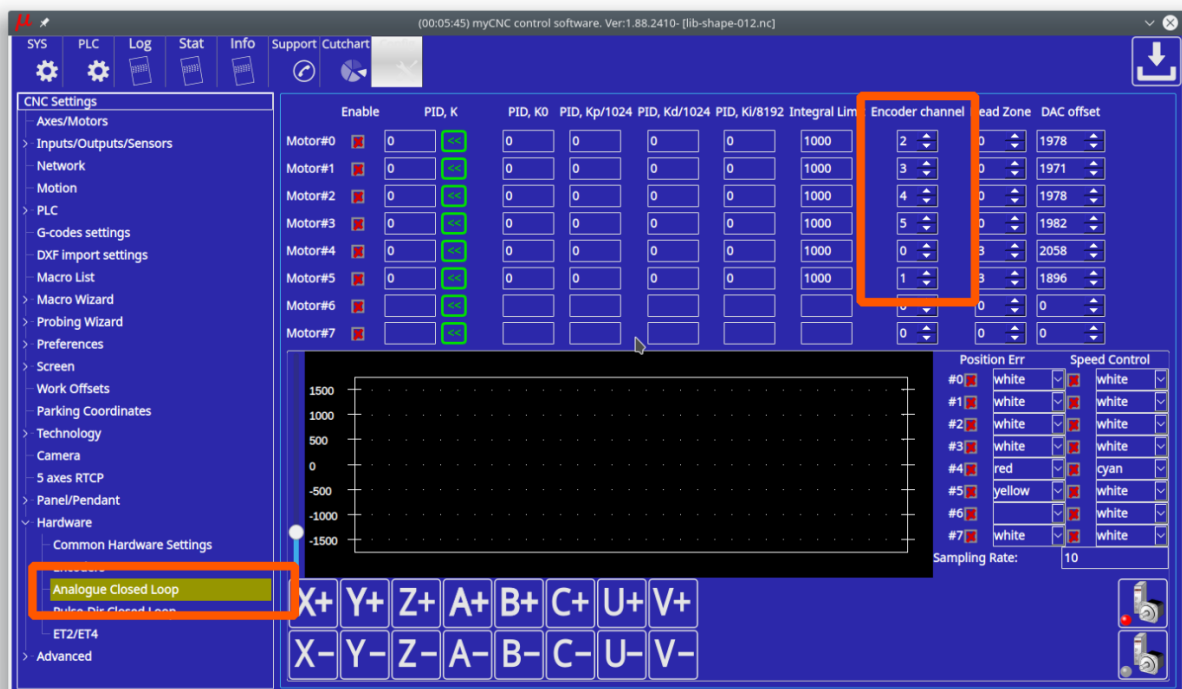 (00:05:45) myCNC control software. Ver:1.88.2410- [lib-shape-012.nc]
SYS PLC Log Stat Info Support Cutchart
CNC Settings
Axes/Motors
Inputs/Outputs/Sensors
Network
Motion
PLC
G-codes settings
DXF import settings
Macro List
Macro Wizard
Probing Wizard
Preferences
Screen
Work Offsets
Parking Coordinates
Technology
Camera
5 axes RTCP
Panel/Pendant
Hardware
Common Hardware Settings
Encoders
Analogue Closed Loop
Pulse-Dir Closed Loop
ET2/ET4
Advanced
Enable PID, K PID, K0 PID, Kp/1024 PID, Kd/1024 PID, Ki/8192 Integral Lim Encoder channel ead Zone DAC offset
Motor#0 0 << 0 0 0 0 1000 2 0 1978
Motor#1 0 << 0 0 0 0 1000 3 0 1971
Motor#2 0 << 0 0 0 0 1000 4 0 1978
Motor#3 0 << 0 0 0 0 1000 5 0 1982
Motor#4 0 << 0 0 0 0 1000 0 3 2058
Motor#5 0 << 0 0 0 0 1000 1 3 1896
Motor#6 << 0 0 0
Motor#7 << 0 0 0
1500
1000
500
0
-500
-1000
-1500
Position Err Speed Control
#0 white white
#1 white white
#2 white white
#3 white white
#4 red cyan
#5 yellow white
#6 white
#7 white white
Sampling Rate: 10
X+ Y+ Z+ A+ B+ C+ U+ V+
X- Y- Z- A- B- C- U- V-